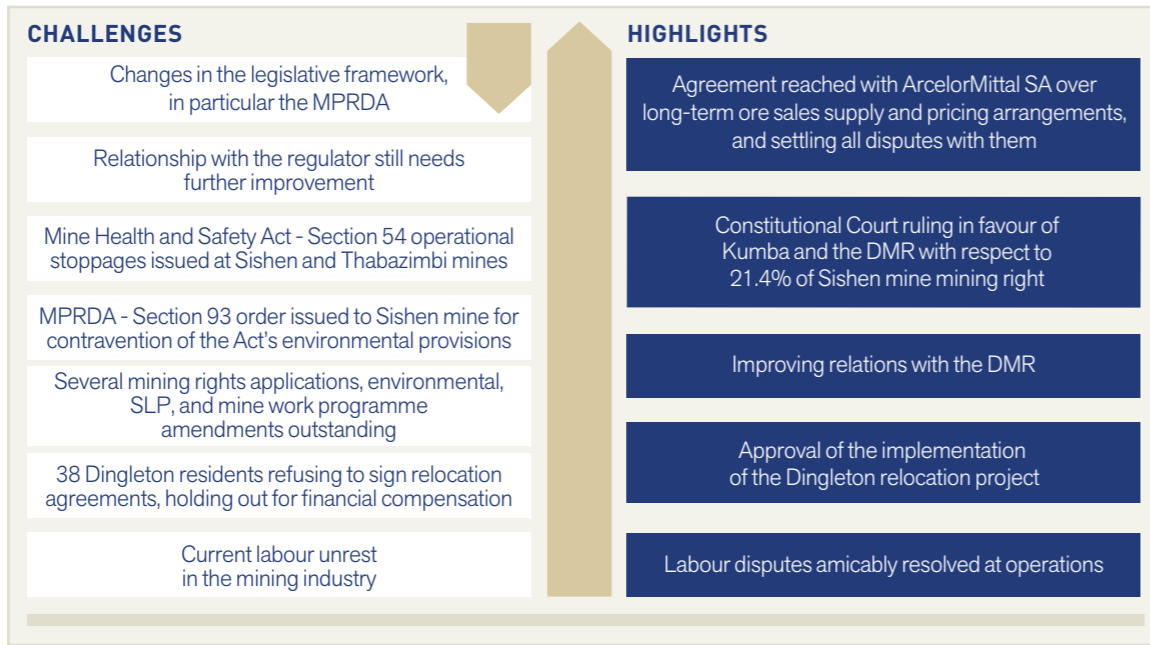 CHALLENGES
Changes in the legislative framework,
in particular the MPRDA
Relationship with the regulator still needs
further improvement
Mine Health and Safety Act - Section 54 operational
stoppages issued at Sishen and Thabazimbi mines
MPRDA - Section 93 order issued to Sishen mine for
contravention of the Act's environmental provisions
Several mining rights applications, environmental,
SLP, and mine work programme
amendments outstanding
38 Dingleton residents refusing to sign relocation
agreements, holding out for financial compensation
Current labour unrest
in the mining industry
HIGHLIGHTS
Agreement reached with ArcelorMittal SA over
long-term ore sales supply and pricing arrangements,
and settling all disputes with them
Constitutional Court ruling in favour of
Kumba and the DMR with respect to
21.4% of Sishen mine mining right
Improving relations with the DMR
Approval of the implementation
of the Dingleton relocation project
Labour disputes amicably resolved at operations